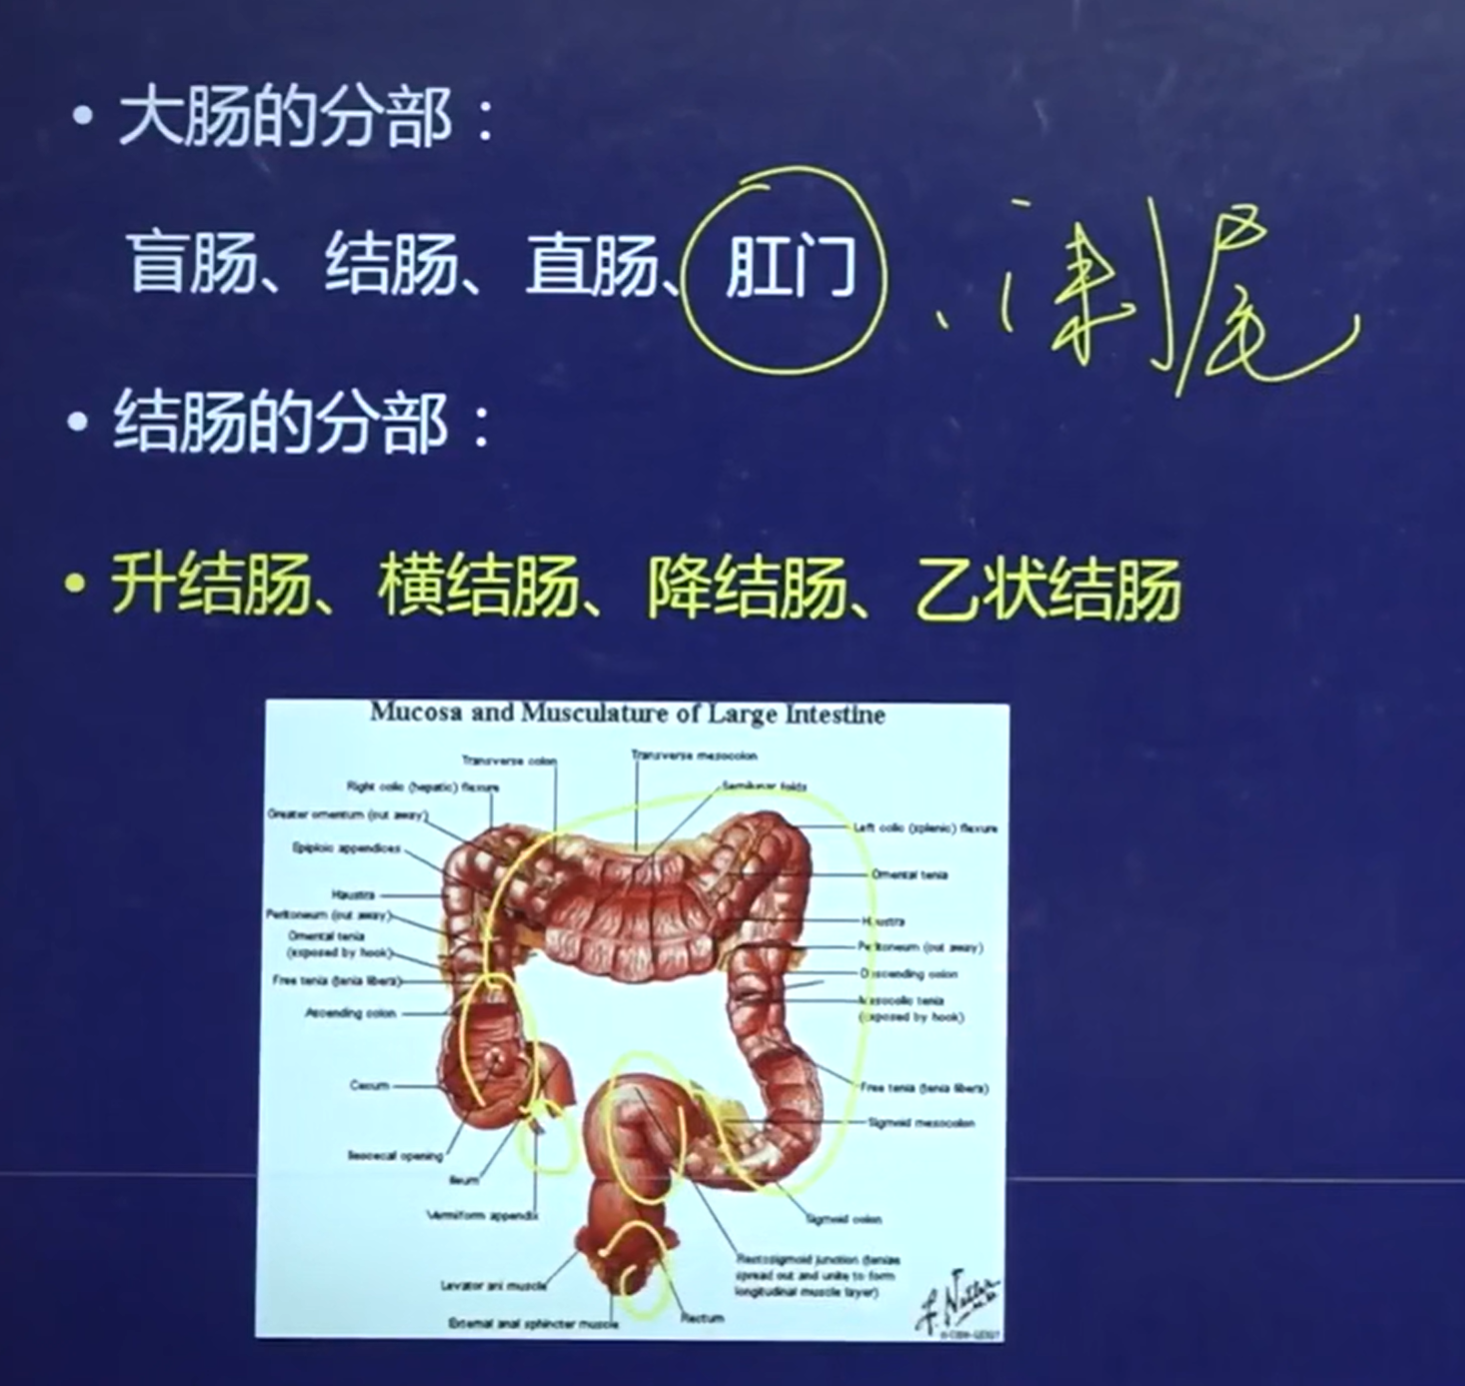 • 大肠的分部：
盲肠、结肠、直肠、肛门、阑尾
• 结肠的分部：
• 升结肠、横结肠、降结肠、乙状结肠
Mucosa and Musculature of Large Intestine
Transverse colon
Transverse mesocolon
Right colic (hepatic) flexure
Semilunar folds
Greater omentum (cut away)
Left colic (splenic) flexure
Epiploic appendices
Omental tenia
Haustra
Haustra
Peritoneum (cut away)
Omental tenia
(exposed by hook)
Peritoneum (cut away)
Free tenia (tenia libera)
Descending colon
Ascending colon
Mesocolic tenia
(exposed by hook)
Cecum
Free tenia (tenia libera)
Sigmoid mesocolon
Ileocecal opening
Ileum
Vermiform appendix
Sigmoid colon
Rectosigmoid junction (teniae
spread out and unite to form
longitudinal muscle layer)
Levator ani muscle
External anal sphincter muscle
Rectum
F. Netter